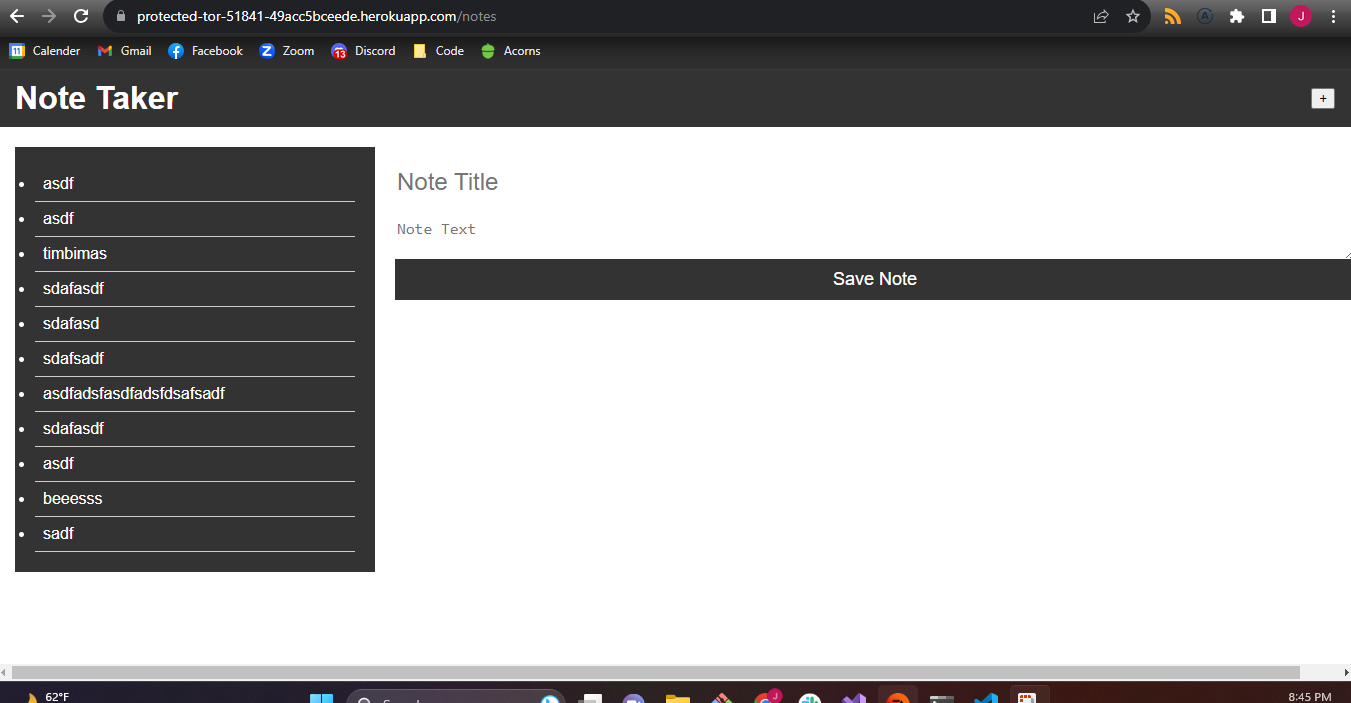 protected-tor-51841-49acc5bceede.herokuapp.com/notes
J
11 Calender Gmail Facebook Z Zoom 13 Discord Code Acorns
Note Taker
+
asdf
asdf
timbimas
sdafasdf
sdafasd
sdafsadf
asdfadsfasdfadsfdsafsadf
sdafasdf
asdf
beeesss
sadf
Note Title
Note Text
Save Note
62°F
J
8:45 PM